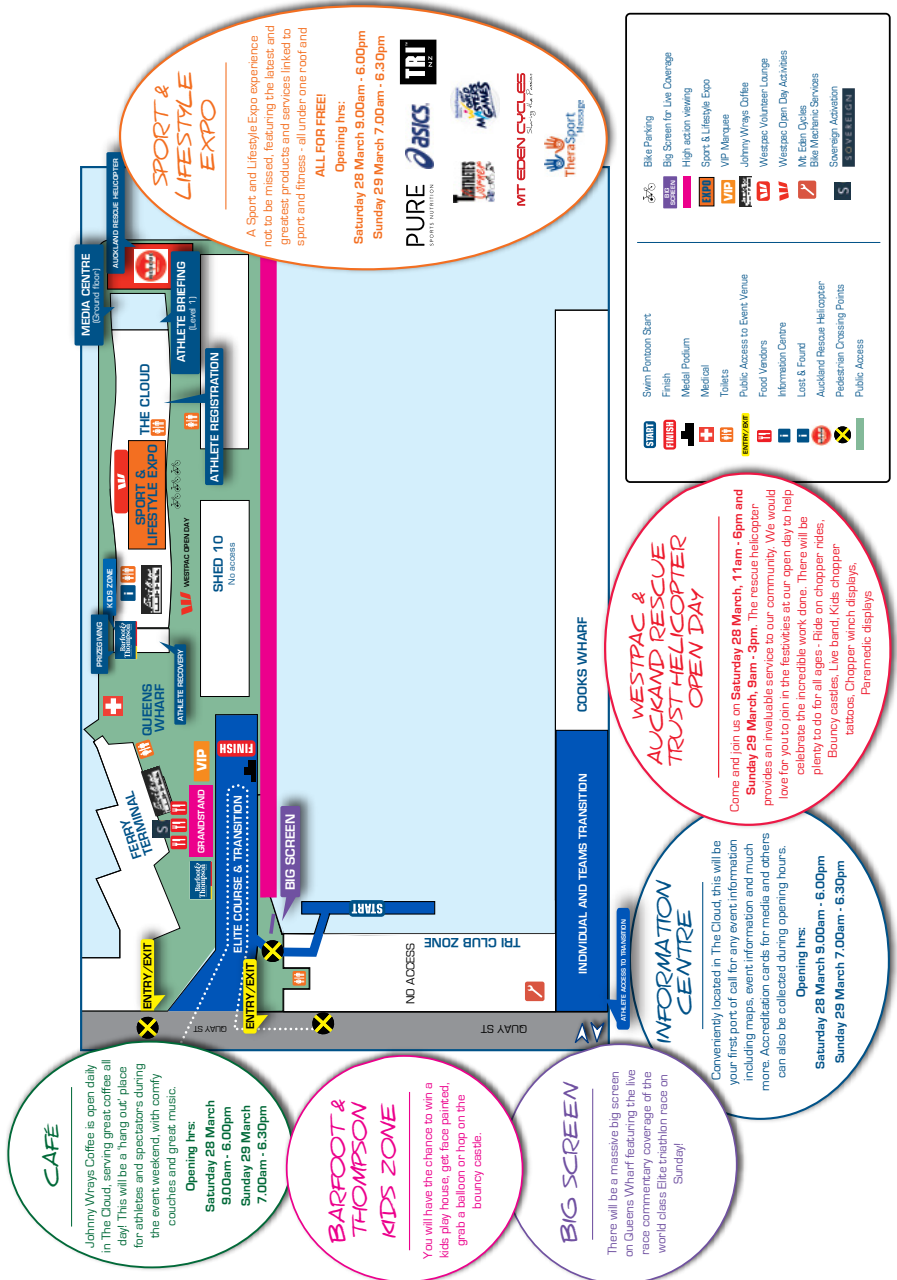 CAFÉ
Johnny Wrays Coffee is open daily
in The Cloud, serving great coffee all
day! This will be a 'hang out' place
for athletes and spectators during
the event weekend, with comfy
couches and great music.
Opening hrs:
Saturday 28 March
9.00am - 6.00pm
Sunday 29 March
7.00am - 6.30pm
BARFOOT &
THOMPSON
KIDS ZONE
You will have the chance to win a
kids play house, get face painted,
grab a balloon or hop on the
bouncy castle.
BIG SCREEN
There will be a massive big screen
on Queens Wharf featuring the live
race commentary coverage of the
world class Elite triathlon race on
Sunday!
INFORMATION
CENTRE
Conveniently located in The Cloud, this will be
your first port of call for any event information
including maps, event information and much
more. Accreditation cards for media and others
can also be collected during opening hours.
Opening hrs:
Saturday 28 March 9.00am - 6.00pm
Sunday 29 March 7.00am - 6.30pm
WESTPAC &
AUCKAND RESCUE
TRUST HELICOPTER
OPEN DAY
Come and join us on Saturday 28 March, 11am - 6pm and
Sunday 29 March, 9am - 3pm. The rescue helicopter
provides an invaluable service to our community. We would
love for you to join in the festivities at our open day to help
celebrate the incredible work done. There will be
plenty to do for all ages - Ride on chopper rides,
Bouncy castles, Live band, Kids chopper
tattoos, Chopper winch displays,
Paramedic displays
SPORT &
LIFESTYLE
EXPO
A Sport and Lifestyle Expo experience
not to be missed, featuring the latest and
greatest products and services linked to
sport and fitness - all under one roof and
ALL FOR FREE!
Opening hrs:
Saturday 28 March 9.00am - 6.00pm
Sunday 29 March 7.00am - 6.30pm
PURE
SPORTS NUTRITION
asics
TRI
NZ
MT EDEN CYCLES
TheraSport
Massage
QUAY ST
QUAY ST
ENTRY/EXIT
ENTRY/EXIT
FERRY
TERMINAL
S
Barfoot&
Thompson
GRANDSTAND
VIP
QUEENS
WHARF
ELITE COURSE & TRANSITION
FINISH
BIG SCREEN
START
NO ACCESS
TRI CLUB ZONE
ATHLETE ACCESS TO TRANSITION
INDIVIDUAL AND TEAMS TRANSITION
COOKS WHARF
PRIZEGIVING
Barfoot&
Thompson
ATHLETE RECOVERY
KIDS ZONE
i
WESTPAC OPEN DAY
SPORT &
LIFESTYLE EXPO
THE CLOUD
SHED 10
No access
ATHLETE REGISTRATION
ATHLETE BRIEFING
(Level 1)
MEDIA CENTRE
(Ground floor)
AUCKLAND RESCUE HELICOPTER
START
Swim Pontoon Start
FINISH
Finish
Medal Podium
Medical
Toilets
ENTRY/EXIT
Public Access to Event Venue
Food Vendors
i
Information Centre
i
Lost & Found
Auckland Rescue Helicopter
Pedestrian Crossing Points
Public Access
Bike Parking
BIG
SCREEN
Big Screen for Live Coverage
High action viewing
EXPO
Sport & Lifestyle Expo
VIP
VIP Marquee
Johnny Wrays Coffee
Westpac Volunteer Lounge
Westpac Open Day Activities
Mt Eden Cycles
Bike Mechanic Services
S
Sovereign Activation
SOVEREIGN